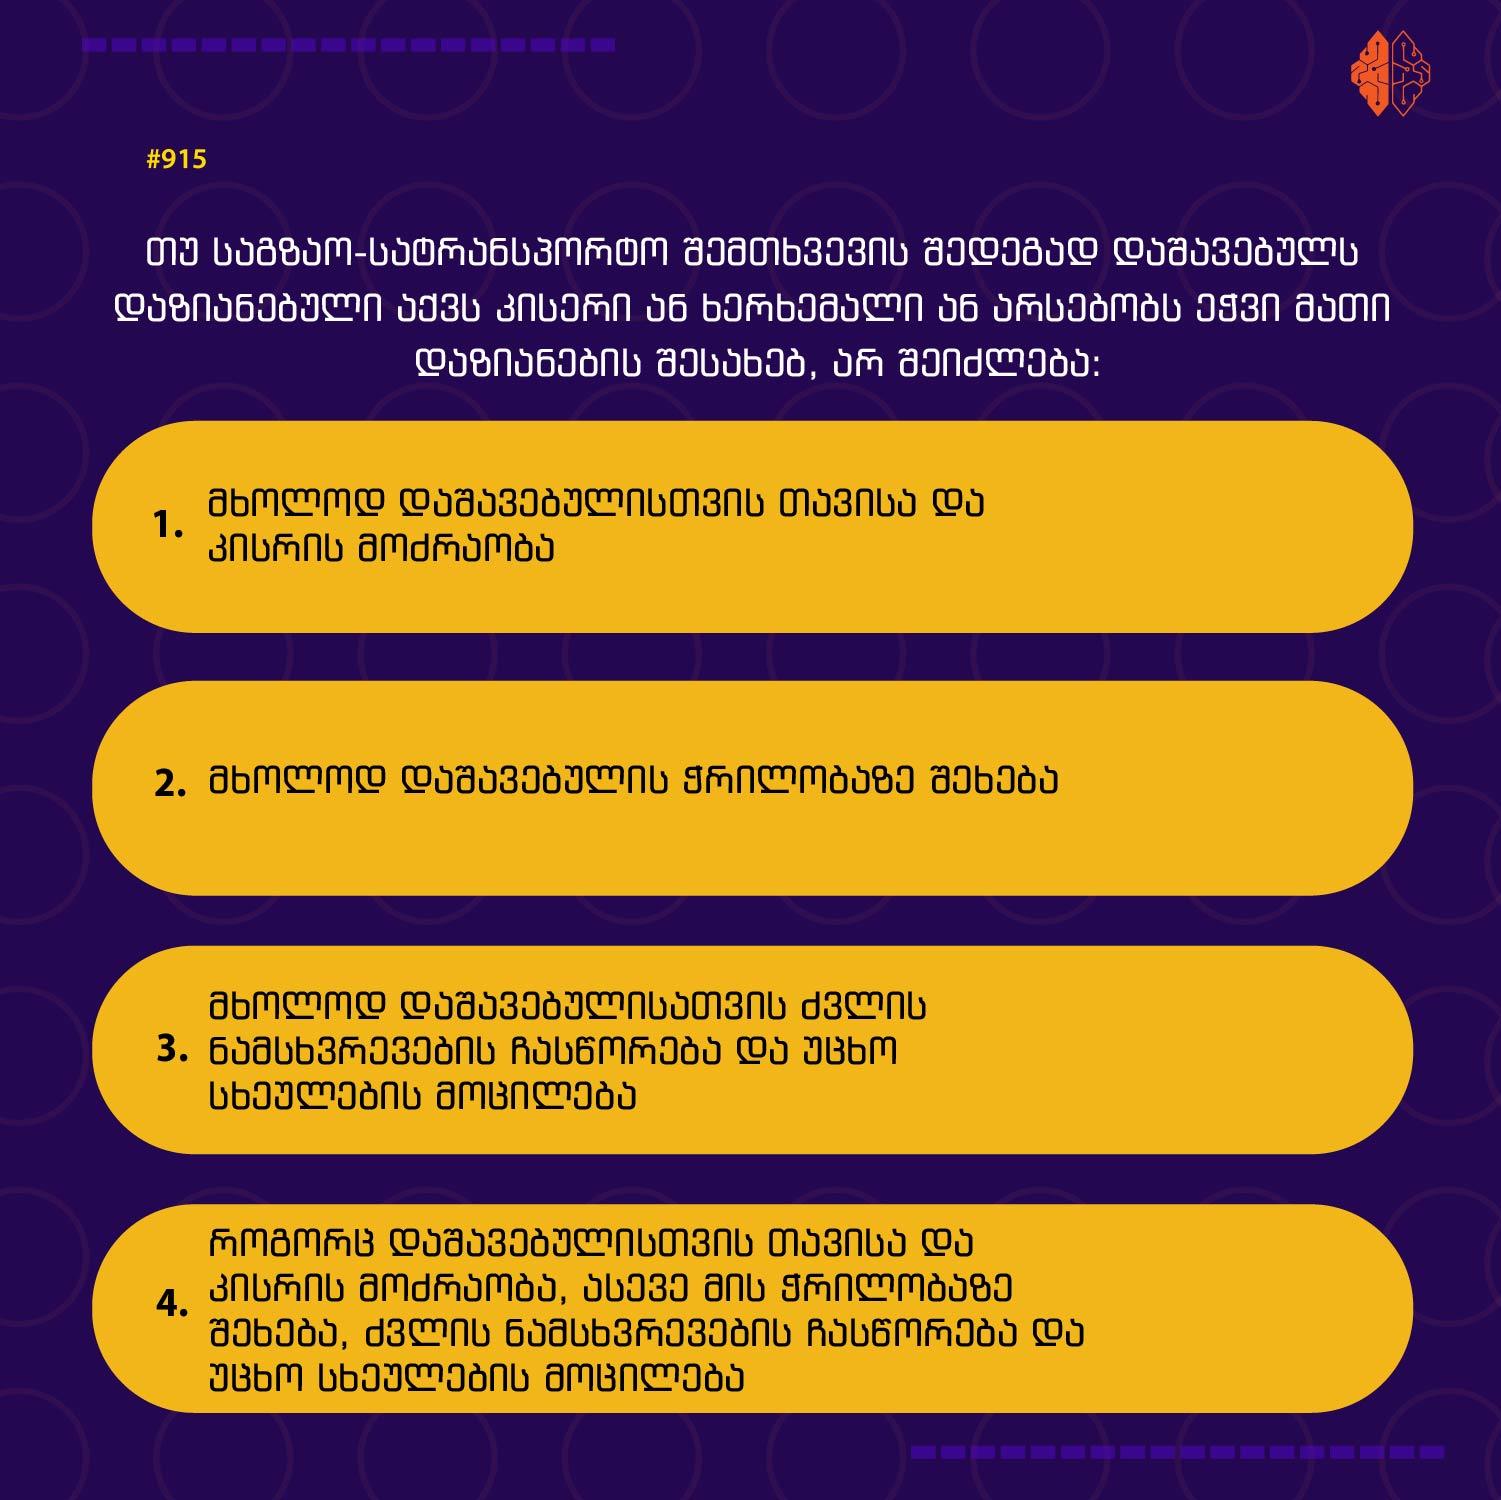 #915
თუ საგზაო-სატრანსპორტო შემთხვევის შედეგად დაშავებულს
დაზიანებული აქვს კისერი ან ხერხემალი ან არსებობს ეჭვი მათი
დაზიანების შესახებ, არ შეიძლება:
1. მხოლოდ დაშავებულისთვის თავისა და
კისრის მოძრაობა
2. მხოლოდ დაშავებულის ჭრილობაზე შეხება
3. მხოლოდ დაშავებულისათვის ძვლის
ნამსხვრევების ჩასწორება და უცხო
სხეულების მოცილება
4. როგორც დაშავებულისთვის თავისა და
კისრის მოძრაობა, ასევე მის ჭრილობაზე
შეხება, ძვლის ნამსხვრევების ჩასწორება და
უცხო სხეულების მოცილება